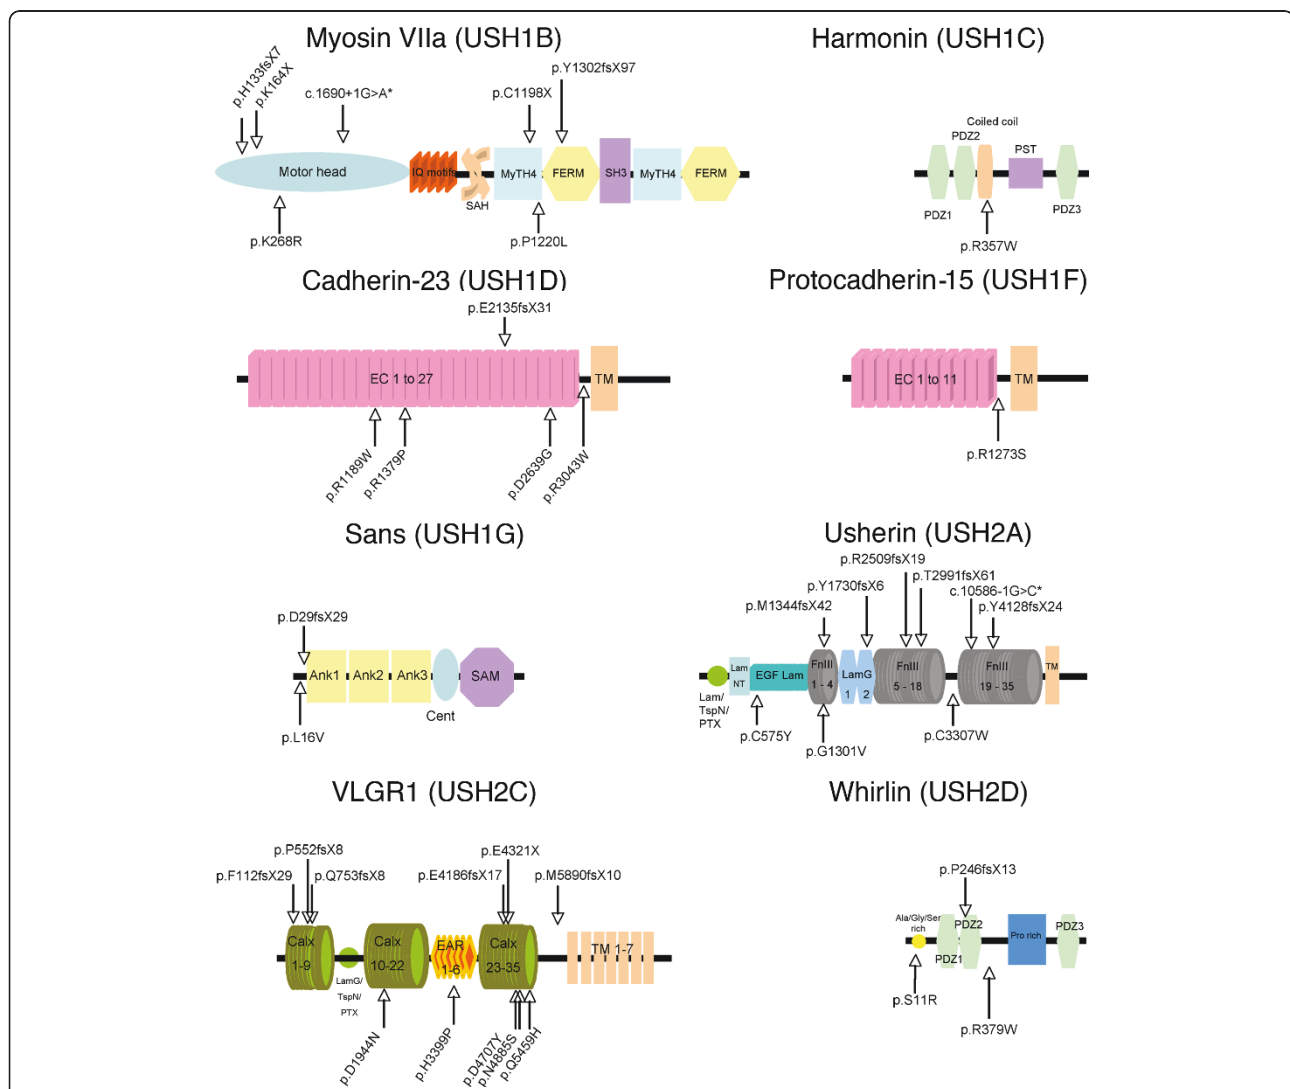 Myosin VIIa (USH1B)
p.H133fsX7
p.K164X
c.1690+1G>A*
p.C1198X
p.Y1302fsX97
Motor head
IQ motifs
SAH
MyTH4
FERM
SH3
MyTH4
FERM
p.K268R
p.P1220L
Harmonin (USH1C)
Coiled coil
PDZ2
PST
PDZ1
PDZ3
p.R357W
Cadherin-23 (USH1D)
p.E2135fsX31
EC 1 to 27
TM
p.R1189W
p.R1379P
p.D2639G
p.R3043W
Protocadherin-15 (USH1F)
EC 1 to 11
TM
p.R1273S
Sans (USH1G)
p.D29fsX29
Ank1
Ank2
Ank3
SAM
Cent
p.L16V
Usherin (USH2A)
p.R2509fsX19
p.T2991fsX61
p.Y1730fsX6
c.10586-1G>C*
p.M1344fsX42
p.Y4128fsX24
Lam
NT
EGF Lam
FnIII
1 - 4
LamG
1 2
FnIII
5 - 18
FnIII
19 - 35
TM
Lam/
TspN/
PTX
p.C575Y
p.G1301V
p.C3307W
VLGR1 (USH2C)
p.P552fsX8
p.E4321X
p.F112fsX29
p.Q753fsX8
p.E4186fsX17
p.M5890fsX10
Calx
1-9
LamG/
TspN/
PTX
Calx
10-22
EAR
1-6
Calx
23-35
TM 1-7
p.D1944N
p.H3399P
p.D4707Y
p.N4885S
p.Q5459H
Whirlin (USH2D)
p.P246fsX13
Ala/Gly/Ser
rich
PDZ2
PDZ1
Pro rich
PDZ3
p.S11R
p.R379W